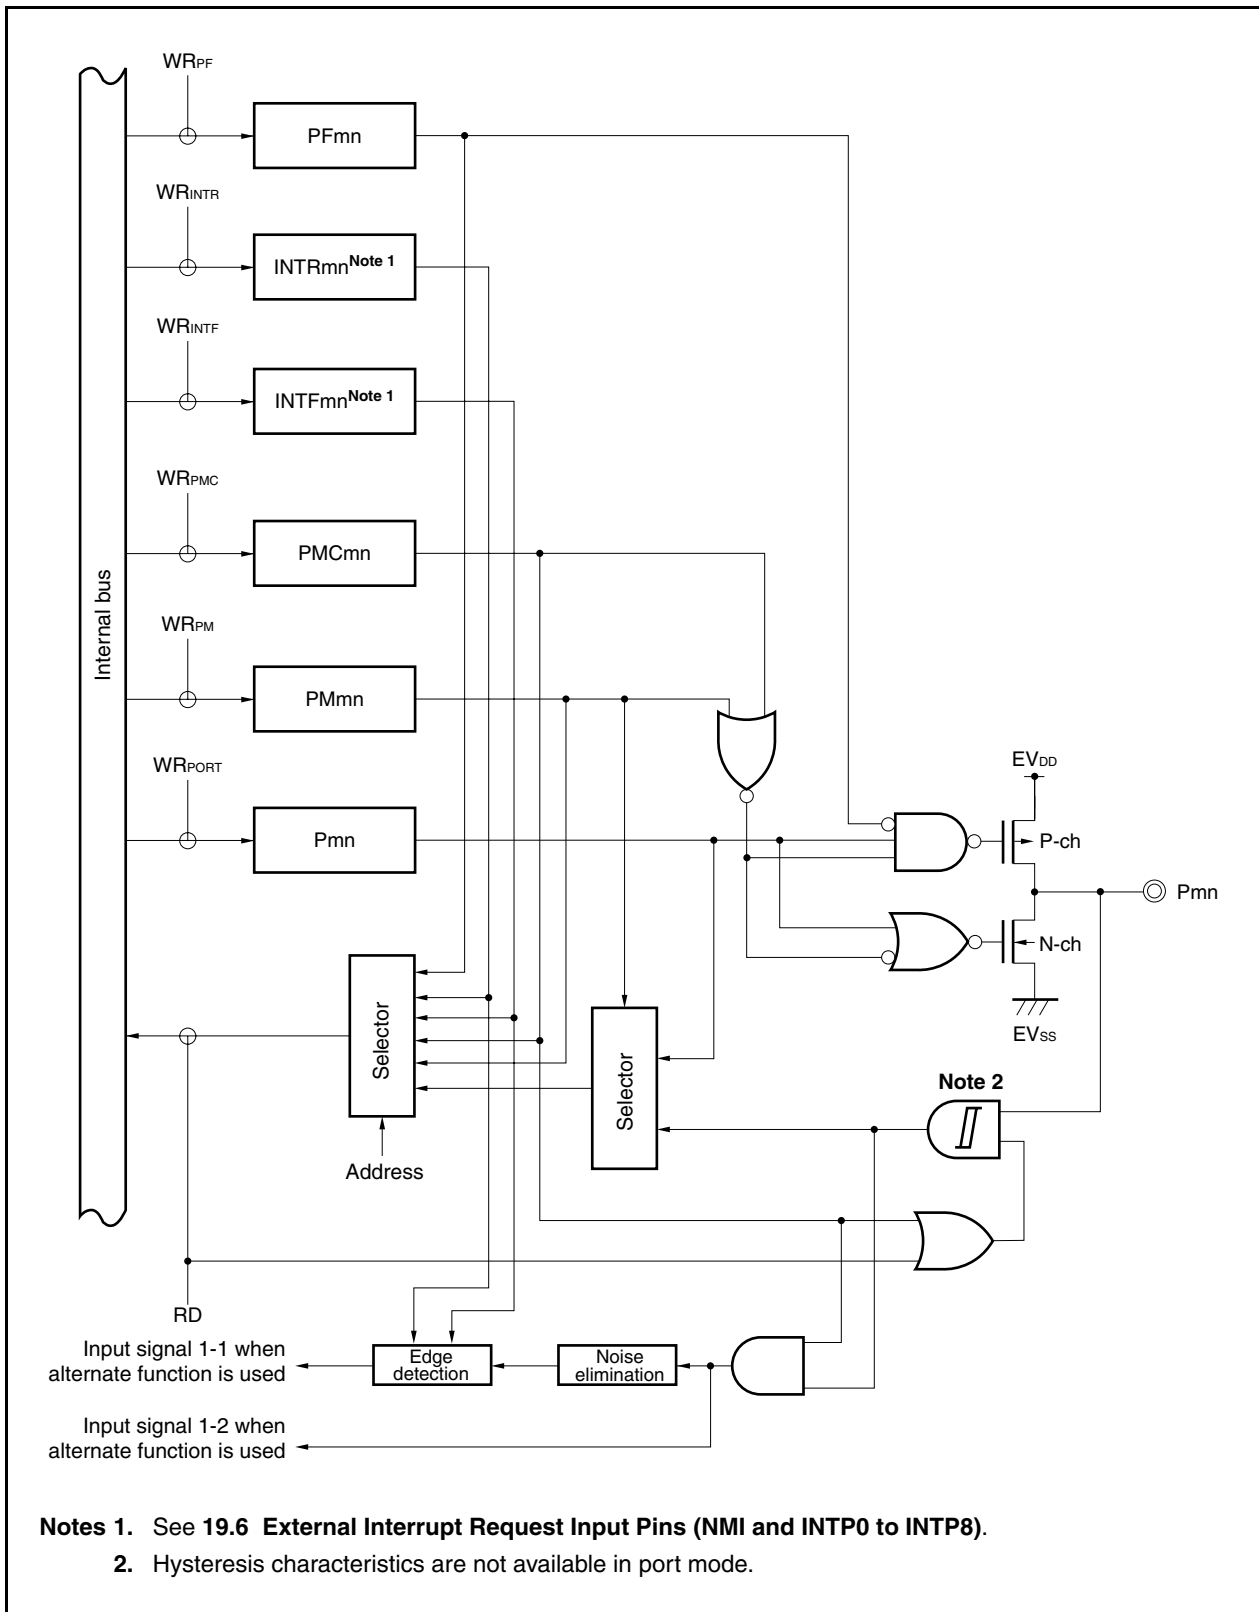 WRPF
PFmn
WRINTR
INTRmnNote 1
WRINTF
INTFmnNote 1
WRPMC
PMCmn
Internal bus
WRPM
PMmn
WRPORT
Pmn
EVDD
P-ch
Pmn
N-ch
EVSS
Selector
Selector
Note 2
Address
RD
Input signal 1-1 when
alternate function is used
Edge
detection
Noise
elimination
Input signal 1-2 when
alternate function is used
Notes 1. See 19.6 External Interrupt Request Input Pins (NMI and INTP0 to INTP8).
2. Hysteresis characteristics are not available in port mode.